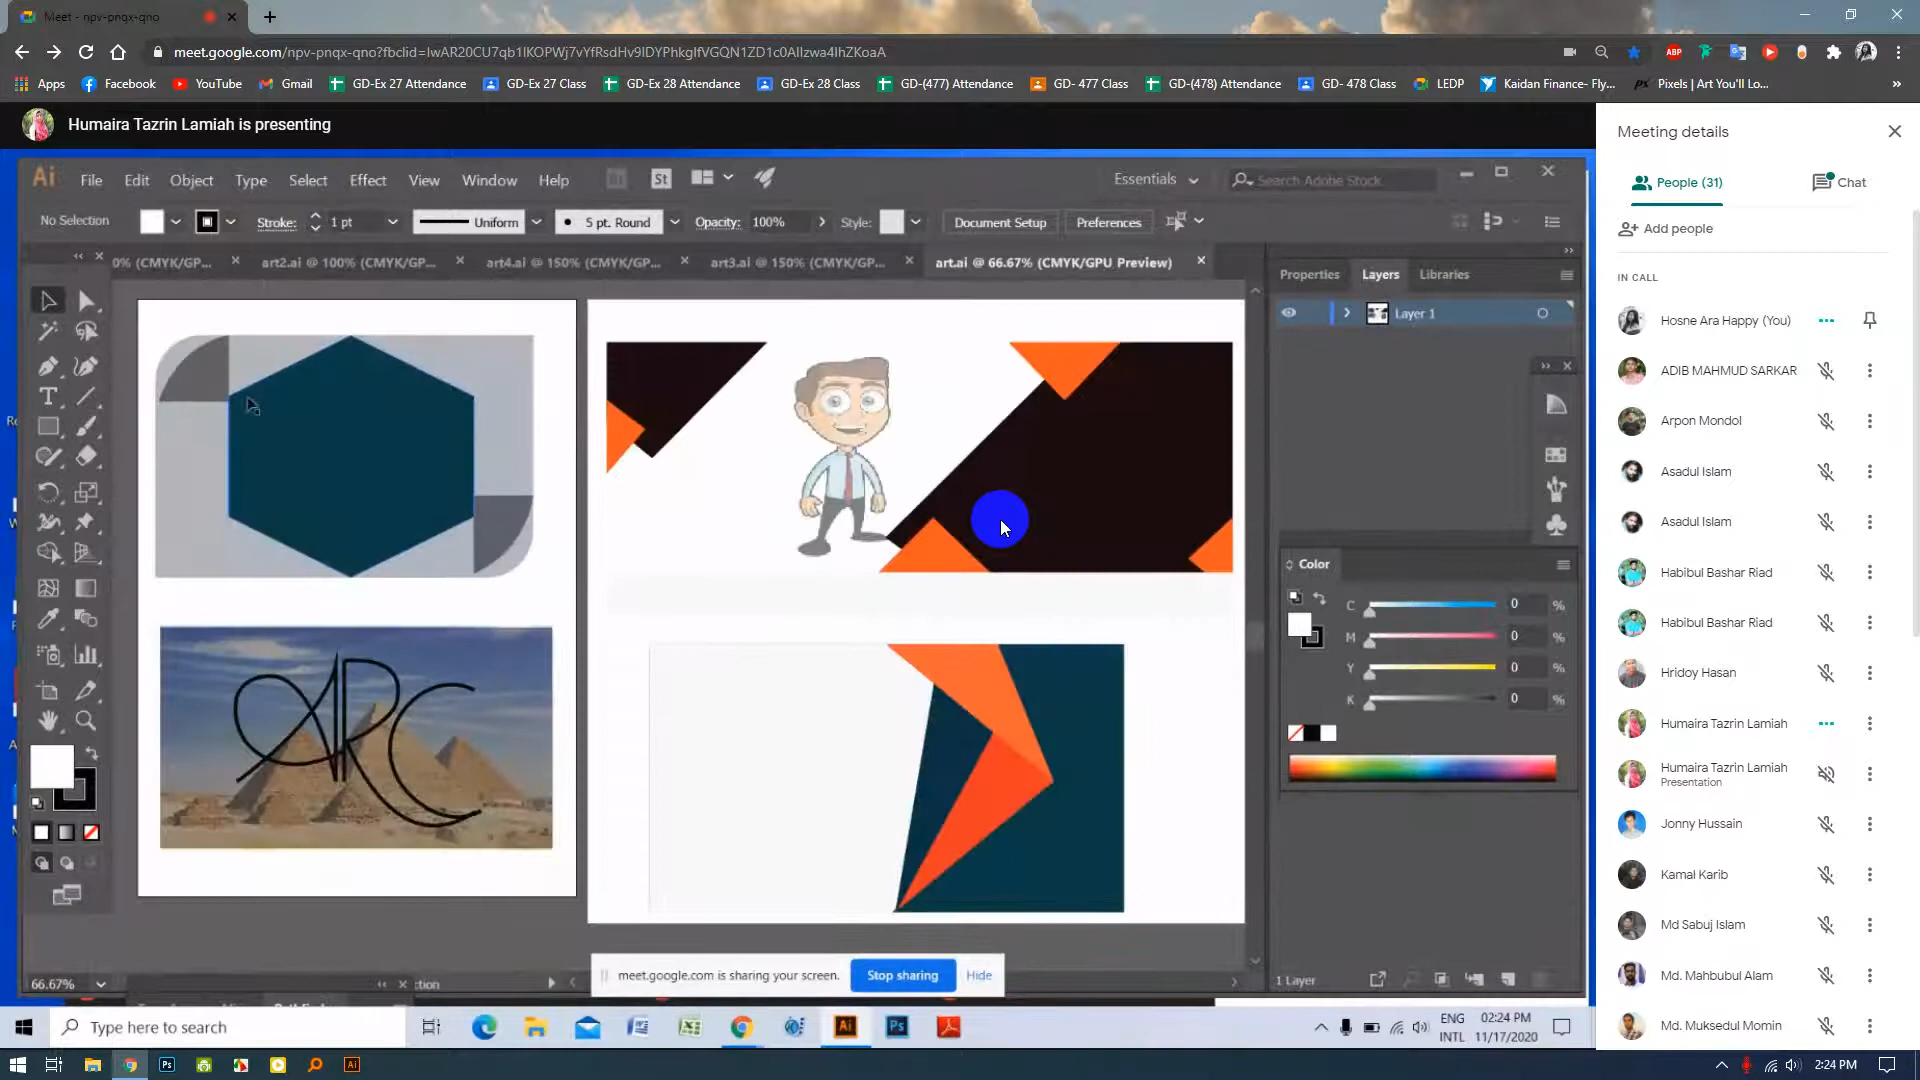 Meet - npv-pnqx-qno
meet.google.com/npv-pnqx-qno?fbclid=IwAR20CU7qb1IKOPWj7vYfRsdHv9IDYPhkgIfVGQN1ZD1c0AIIzwa4IhZKoaA
Apps Facebook YouTube Gmail GD-Ex 27 Attendance GD-Ex 27 Class GD-Ex 28 Attendance GD-Ex 28 Class GD-(477) Attendance GD- 477 Class GD-(478) Attendance GD- 478 Class LEDP Kaidan Finance- Fly... Pixels | Art You'll Lo...
Humaira Tazrin Lamiah is presenting
Ai File Edit Object Type Select Effect View Window Help St Essentials Search Adobe Stock
No Selection Stroke: 1 pt Uniform 5 pt. Round Opacity: 100% Style: Document Setup Preferences
0% (CMYK/GP... art2.ai @ 100% (CMYK/GP... art4.ai @ 150% (CMYK/GP... art3.ai @ 150% (CMYK/GP... art.ai @ 66.67% (CMYK/GPU Preview)
Properties Layers Libraries
Layer 1
ARC
Color
C 0 %
M 0 %
Y 0 %
K 0 %
66.67%
ction
1 Layer
meet.google.com is sharing your screen. Stop sharing Hide
Type here to search
Ai Ps
ENG 02:24 PM
INTL 11/17/2020
Meeting details
People (31) Chat
Add people
IN CALL
Hosne Ara Happy (You)
ADIB MAHMUD SARKAR
Arpon Mondol
Asadul Islam
Asadul Islam
Habibul Bashar Riad
Habibul Bashar Riad
Hridoy Hasan
Humaira Tazrin Lamiah
Humaira Tazrin Lamiah
Presentation
Jonny Hussain
Kamal Karib
Md Sabuj Islam
Md. Mahbubul Alam
Md. Muksedul Momin
Ps Ai 2:24 PM